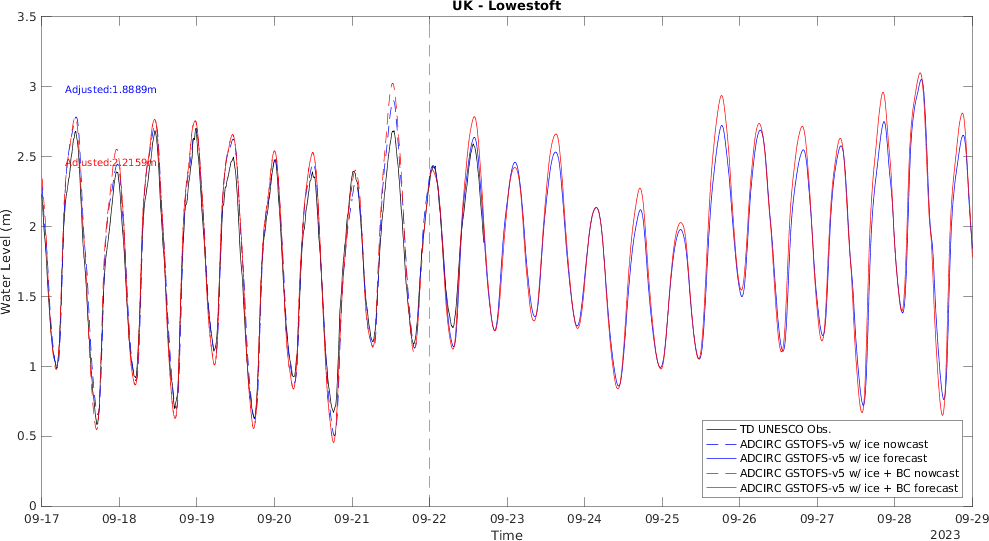 UK - Lowestoft
3.5
3
2.5
2
1.5
1
0.5
0
Water Level (m)
Adjusted:1.8889m
Adjusted:2.2159m
TD UNESCO Obs.
ADCIRC GSTOFS-v5 w/ ice nowcast
ADCIRC GSTOFS-v5 w/ ice forecast
ADCIRC GSTOFS-v5 w/ ice + BC nowcast
ADCIRC GSTOFS-v5 w/ ice + BC forecast
09-17 09-18 09-19 09-20 09-21 09-22 09-23 09-24 09-25 09-26 09-27 09-28 09-29
Time
2023